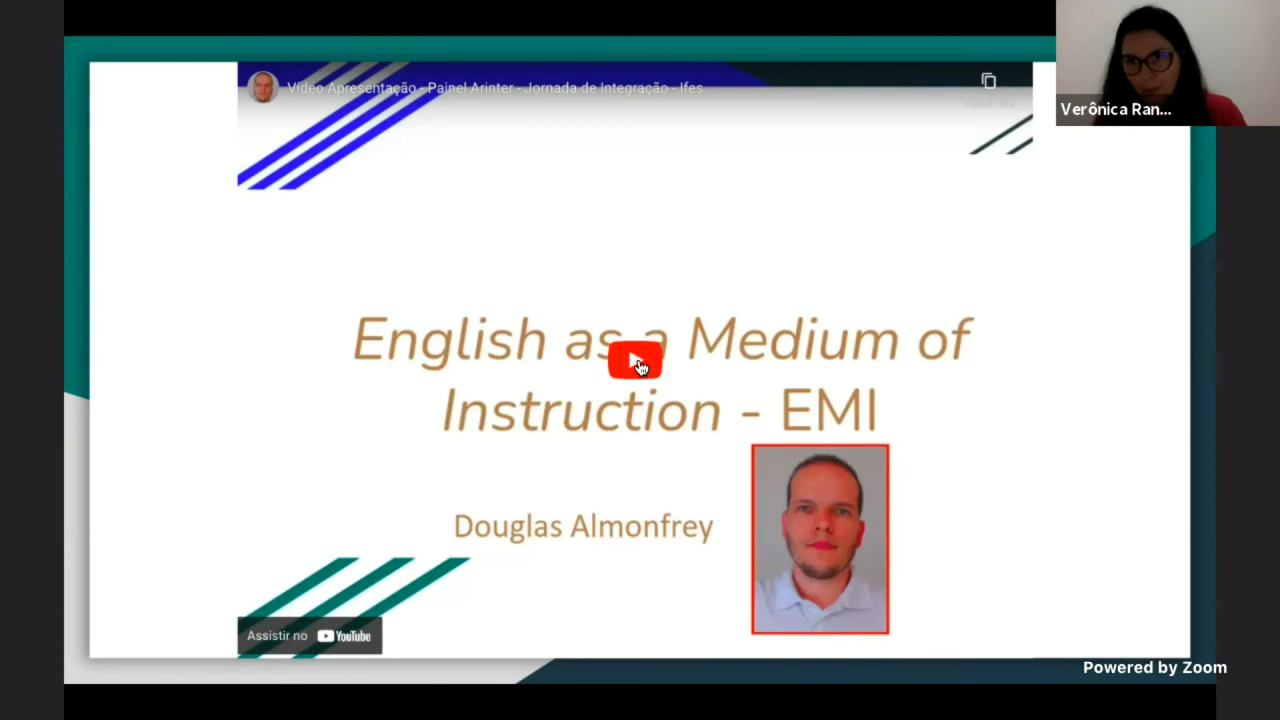 Vídeo Apresentação - Painel Arinter - Jornada de Integração - Ifes
Verônica Ran...
English as a Medium of
Instruction - EMI
Douglas Almonfrey
Assistir no YouTube
Powered by Zoom